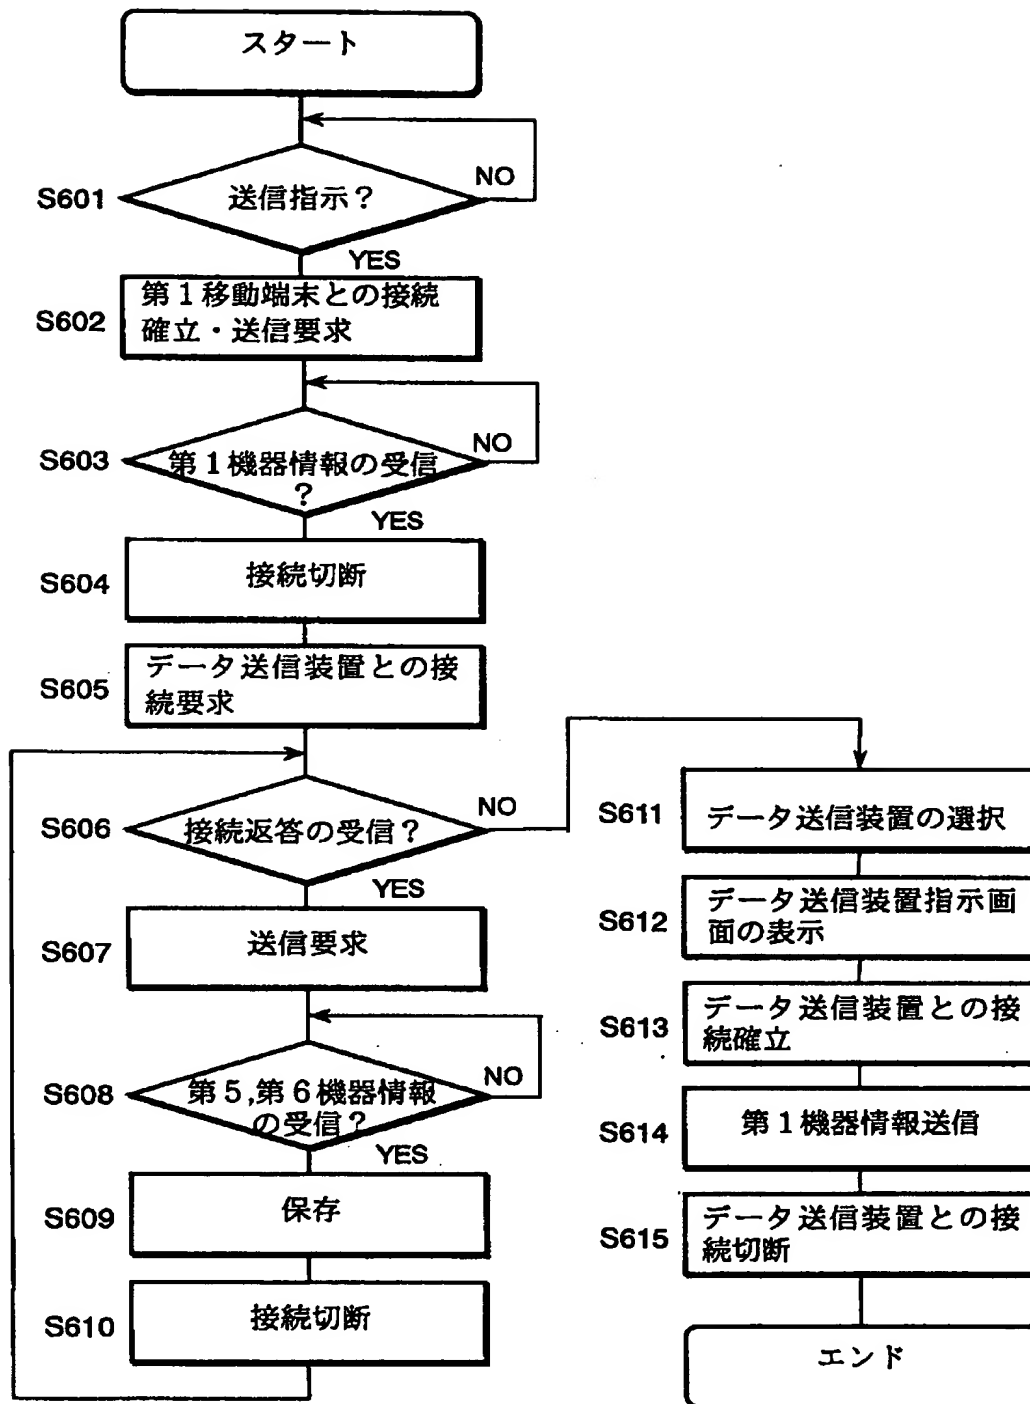 スタート
S601
送信指示？
NO
YES
S602
第１移動端末との接続
確立・送信要求
S603
第１機器情報の受信
？
NO
YES
S604
接続切断
S605
データ送信装置との接
続要求
S606
接続返答の受信？
NO
YES
S607
送信要求
S608
第５,第６機器情報
の受信？
NO
YES
S609
保存
S610
接続切断
S611
データ送信装置の選択
S612
データ送信装置指示画
面の表示
S613
データ送信装置との接
続確立
S614
第１機器情報送信
S615
データ送信装置との接
続切断
エンド